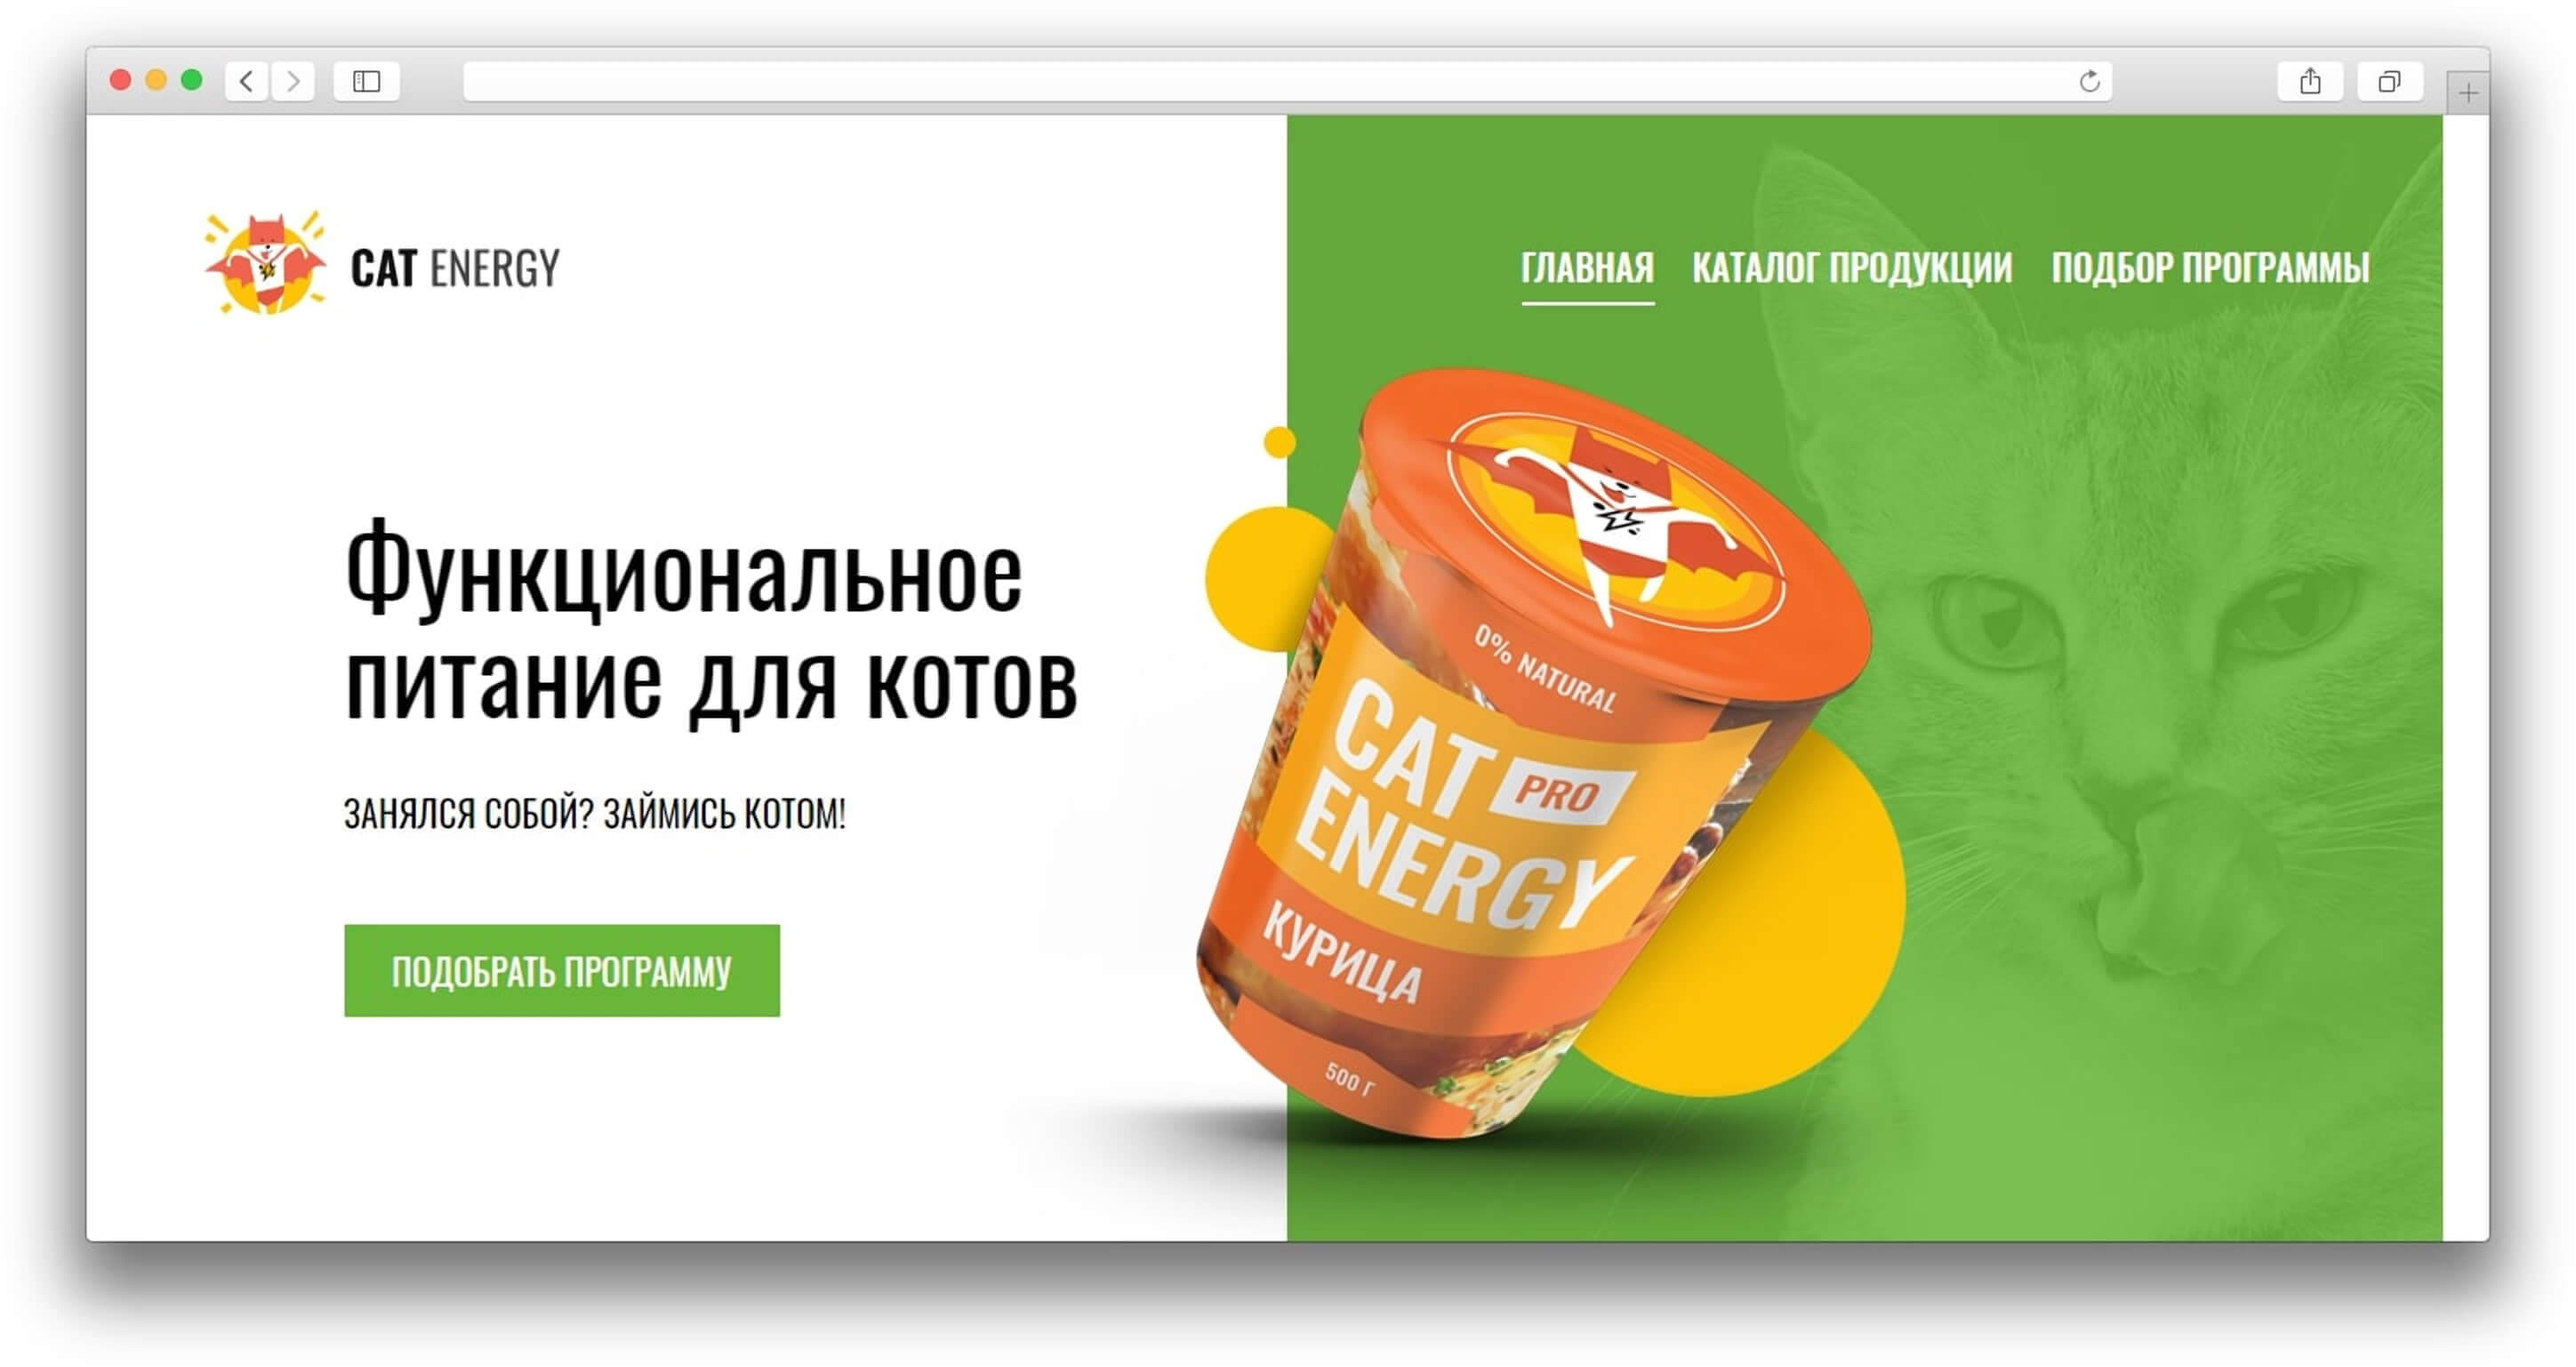 CAT ENERGY
ГЛАВНАЯ КАТАЛОГ ПРОДУКЦИИ ПОДБОР ПРОГРАММЫ
Функциональное
питание для котов
ЗАНЯЛСЯ СОБОЙ? ЗАЙМИСЬ КОТОМ!
ПОДОБРАТЬ ПРОГРАММУ
0% NATURAL
CAT PRO
ENERGY
КУРИЦА
500 Г